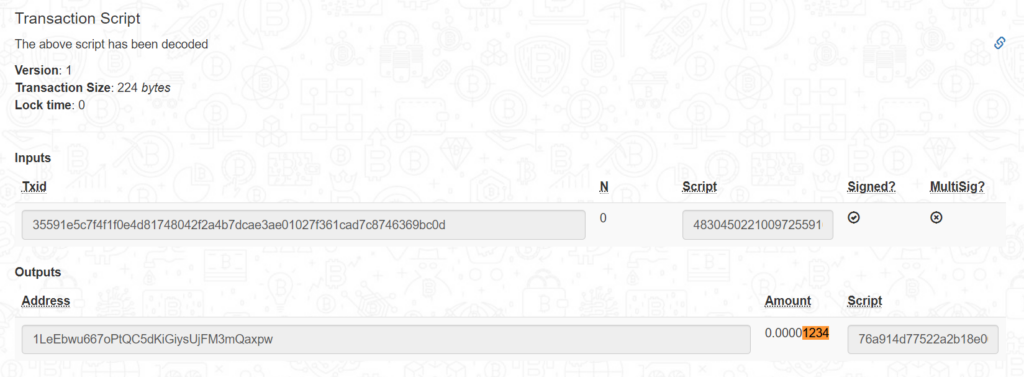 Transaction Script
The above script has been decoded
Version: 1
Transaction Size: 224 bytes
Lock time: 0
Inputs
Txid N Script Signed? MultiSig?
35591e5c7f4f1f0e4d81748042f2a4b7dcae3ae01027f361cad7c8746369bc0d 0 4830450221009725591
Outputs
Address Amount Script
1LeEbwu667oPtQC5dKiGiysUjFM3mQaxpw 0.00001234 76a914d77522a2b18e0